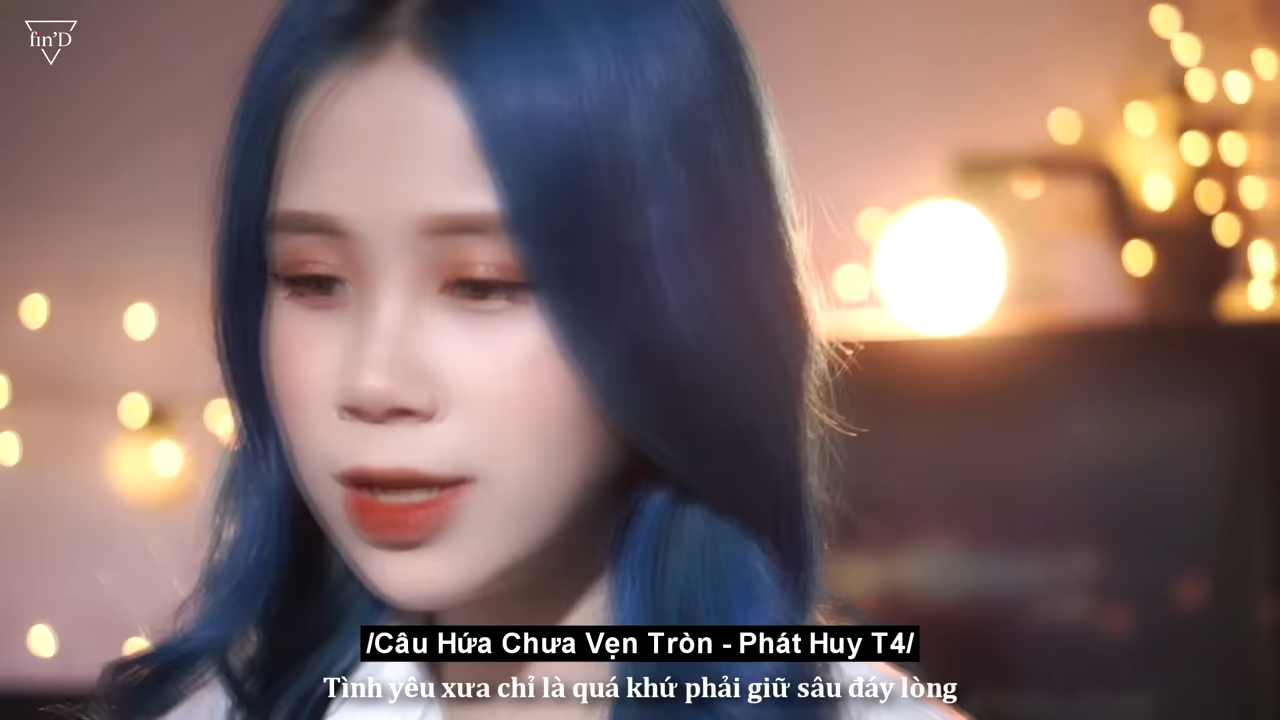 fin'D
/Câu Hứa Chưa Vẹn Tròn - Phát Huy T4/
Tình yêu xưa chỉ là quá khứ phải giữ sâu đáy lòng